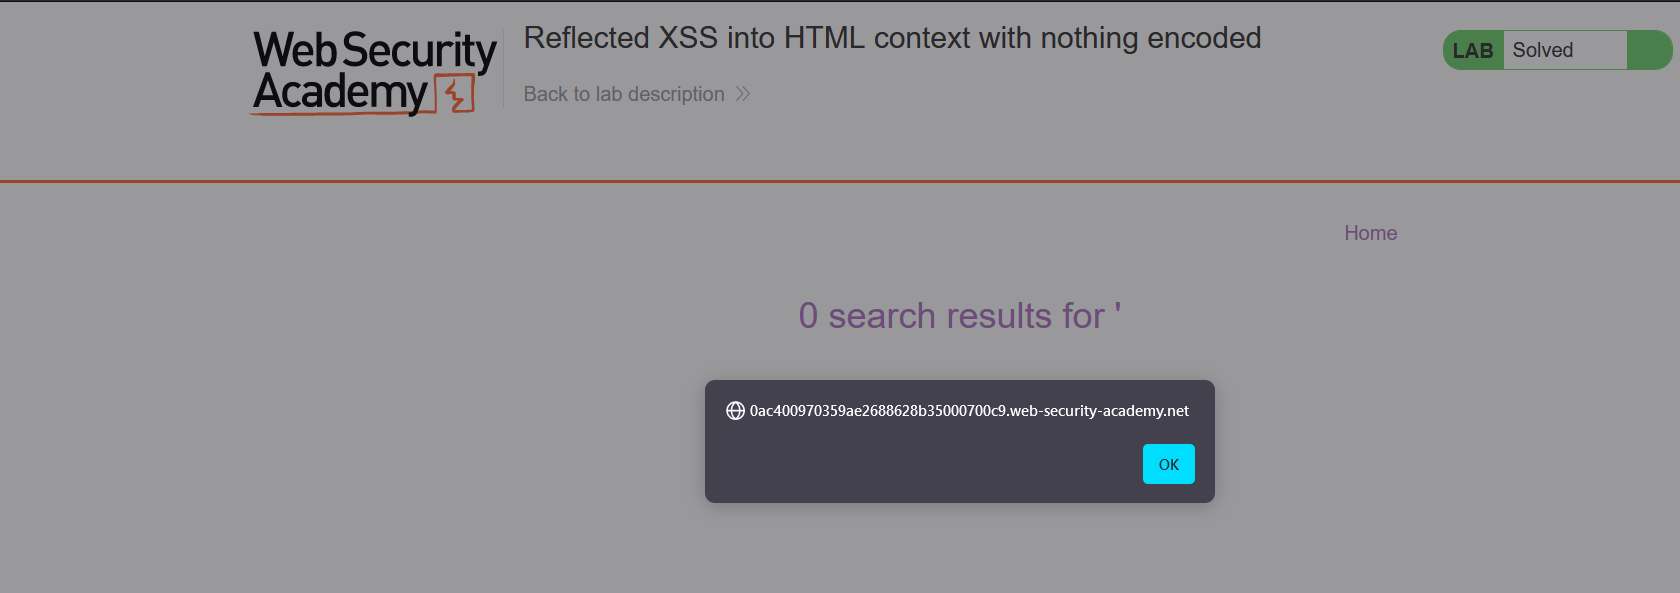 Web Security
Academy
Reflected XSS into HTML context with nothing encoded
Back to lab description
LAB Solved
Home
0 search results for '
0ac400970359ae2688628b35000700c9.web-security-academy.net
OK